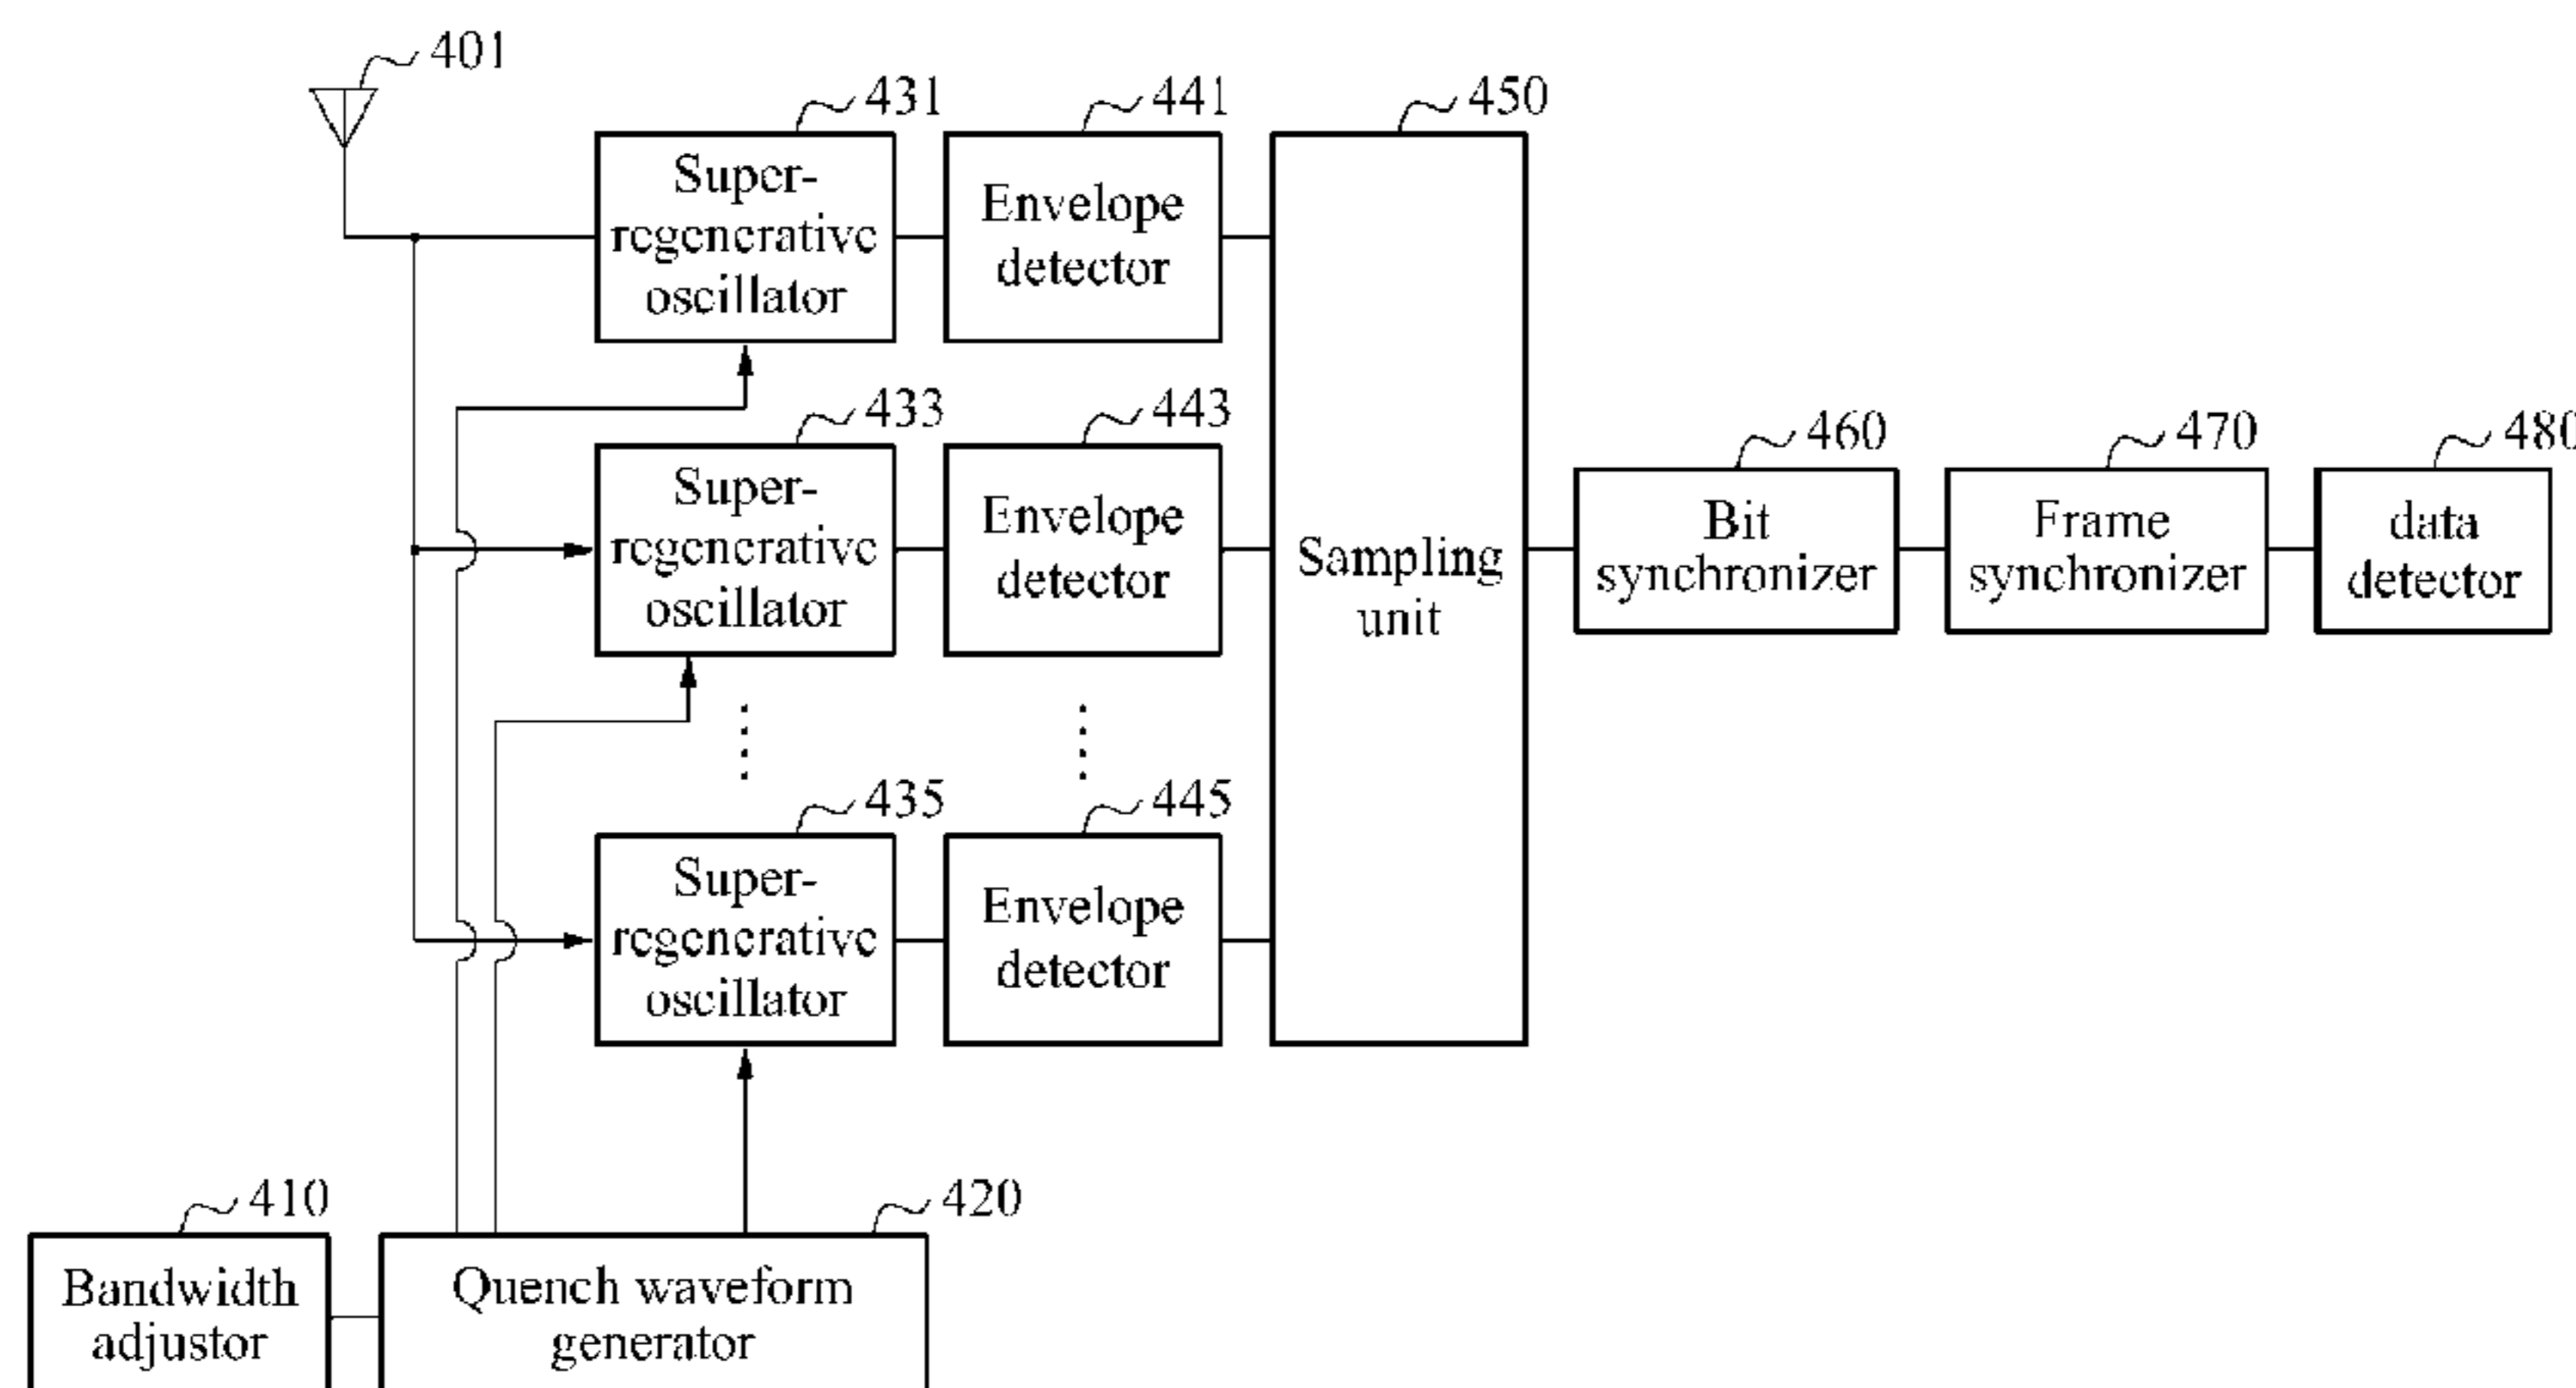 401
431
441
450
Super-
regenerative
oscillator
Envelope
detector
433
443
Super-
regenerative
oscillator
Envelope
detector
Sampling
unit
460
470
480
Bit
synchronizer
Frame
synchronizer
data
detector
435
445
Super-
regenerative
oscillator
Envelope
detector
410
420
Bandwidth
adjustor
Quench waveform
generator